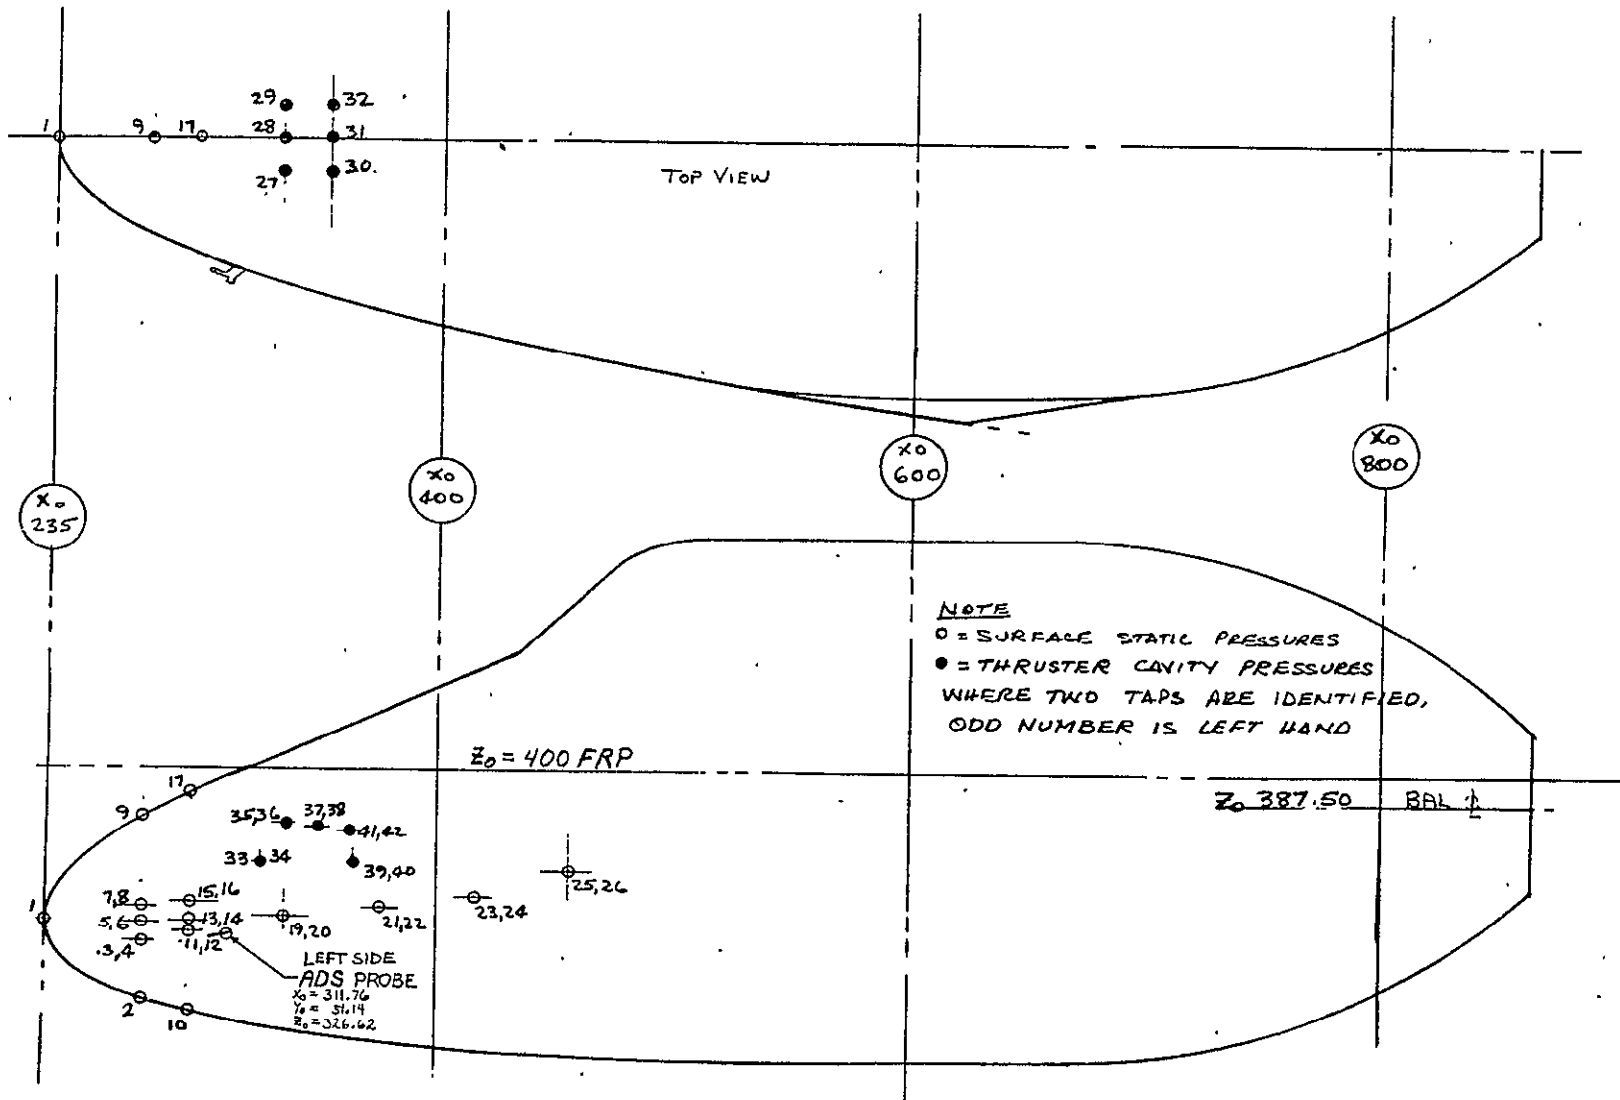 29 32
1 9 17 28 31
27 30.
TOP VIEW
X0
235
X0
400
X0
600
X0
800
NOTE
O = SURFACE STATIC PRESSURES
● = THRUSTER CAVITY PRESSURES
WHERE TWO TAPS ARE IDENTIFIED,
ODD NUMBER IS LEFT HAND
Z0 = 400 FRP
Z0 387.50 BAL
17
9
35,36 37,38
41,42
33 34
39,40
25,26
7,8 15,16
1
5,6 13,14
19,20 21,22 23,24
3,4 11,12
LEFT SIDE
ADS PROBE
X0 = 311.76
Y0 = 51.14
Z0 = 326.62
2
10